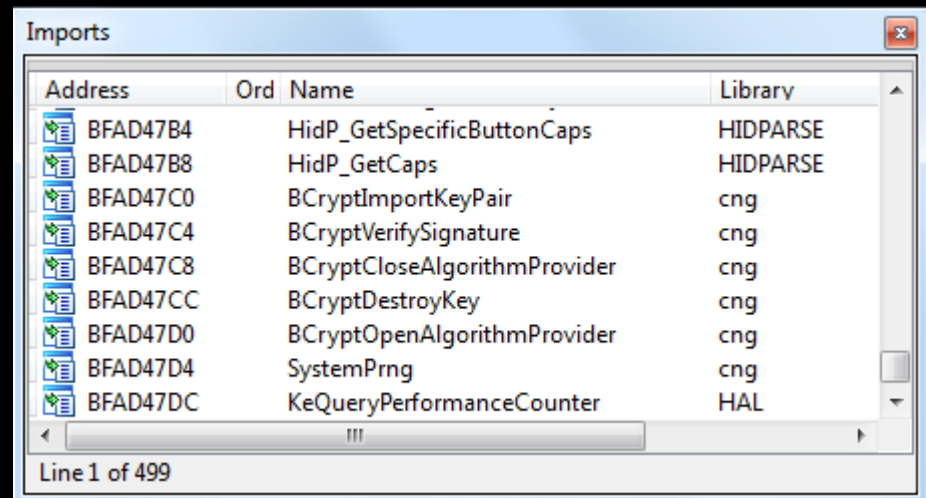 Imports
Address Ord Name Library
BFAD47B4 HidP_GetSpecificButtonCaps HIDPARSE
BFAD47B8 HidP_GetCaps HIDPARSE
BFAD47C0 BCryptImportKeyPair cng
BFAD47C4 BCryptVerifySignature cng
BFAD47C8 BCryptCloseAlgorithmProvider cng
BFAD47CC BCryptDestroyKey cng
BFAD47D0 BCryptOpenAlgorithmProvider cng
BFAD47D4 SystemPrng cng
BFAD47DC KeQueryPerformanceCounter HAL
Line 1 of 499